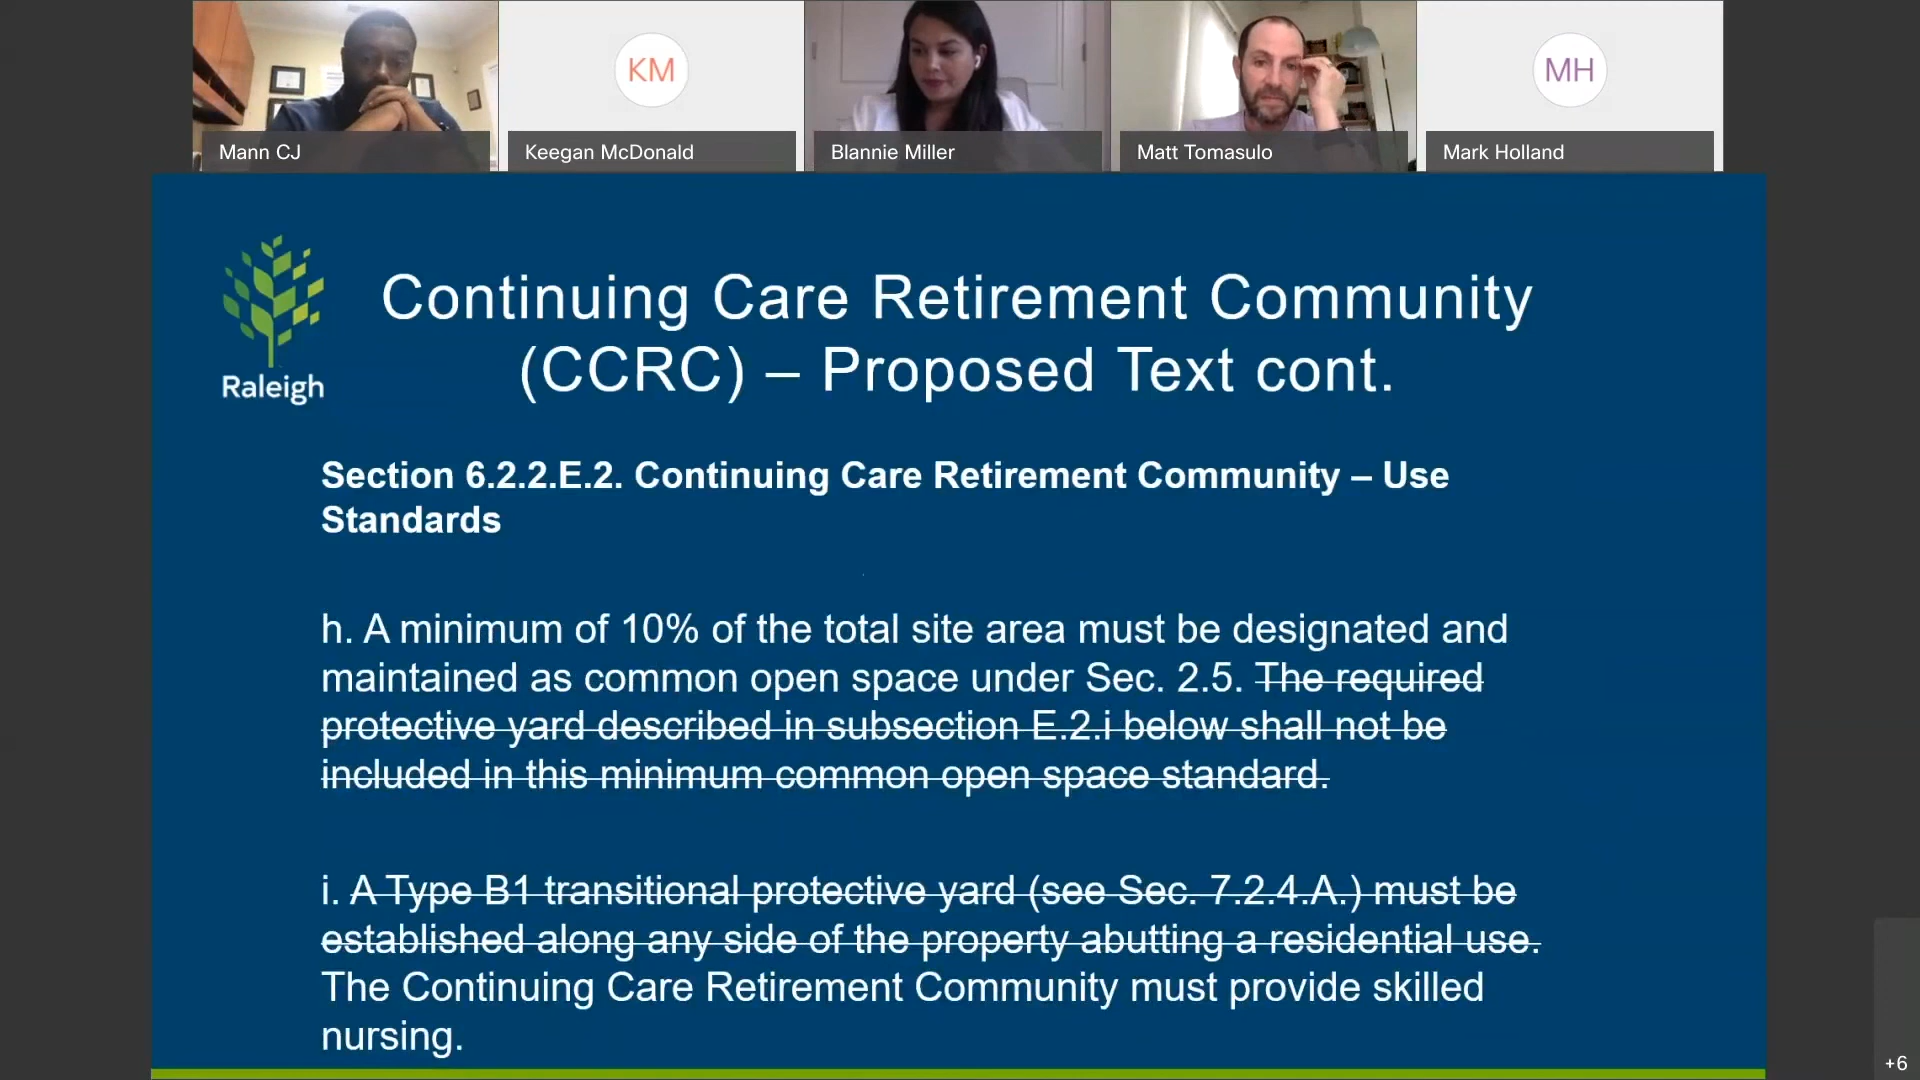 Mann CJ
KM
Keegan McDonald
Blannie Miller
Matt Tomasulo
MH
Mark Holland
Raleigh
Continuing Care Retirement Community
(CCRC) – Proposed Text cont.
Section 6.2.2.E.2. Continuing Care Retirement Community – Use
Standards
h. A minimum of 10% of the total site area must be designated and
maintained as common open space under Sec. 2.5. The required
protective yard described in subsection E.2.i below shall not be
included in this minimum common open space standard.
i. A Type B1 transitional protective yard (see Sec. 7.2.4.A.) must be
established along any side of the property abutting a residential use.
The Continuing Care Retirement Community must provide skilled
nursing.
+6